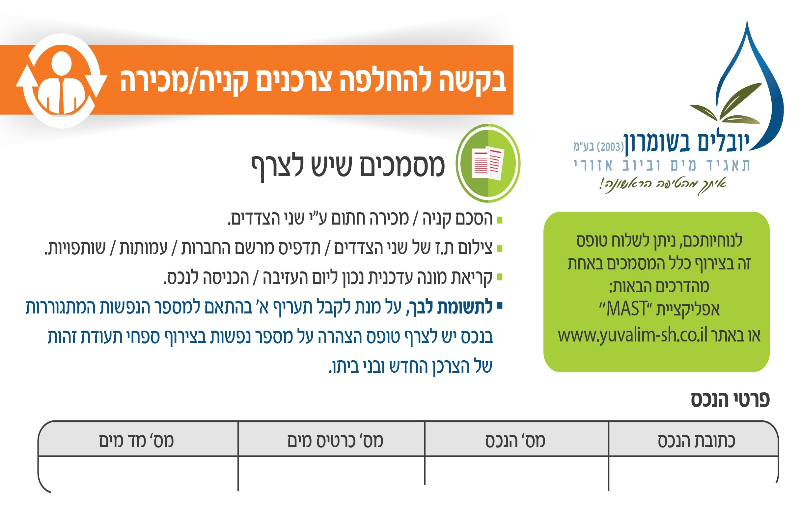 בקשה להחלפה צרכנים קניה/מכירה
יובלים בשומרון (2003) בע"מ
תאגיד מים וביוב אזורי
איתך מהטיפה הראשונה!
מסמכים שיש לצרף
הסכם קניה / מכירה חתום ע"י שני הצדדים.
צילום ת.ז של שני הצדדים / תדפיס מרשם החברות / עמותות / שותפויות.
קריאת מונה עדכנית נכון ליום העזיבה / הכניסה לנכס.
לתשומת לבך, על מנת לקבל תעריף א' בהתאם למספר הנפשות המתגוררות
בנכס יש לצרף טופס הצהרה על מספר נפשות בצירוף ספחי תעודת זהות
של הצרכן החדש ובני ביתו.
לנוחיותכם, ניתן לשלוח טופס
זה בצירוף כלל המסמכים באחת
מהדרכים הבאות:
אפליקציית "MAST"
או באתר www.yuvalim-sh.co.il
פרטי הנכס
כתובת הנכס
מס' הנכס
מס' כרטיס מים
מס' מד מים